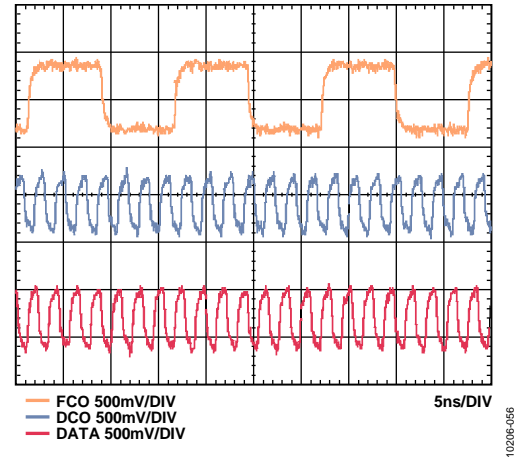 FCO 500mV/DIV
5ns/DIV
DCO 500mV/DIV
DATA 500mV/DIV
10206-056